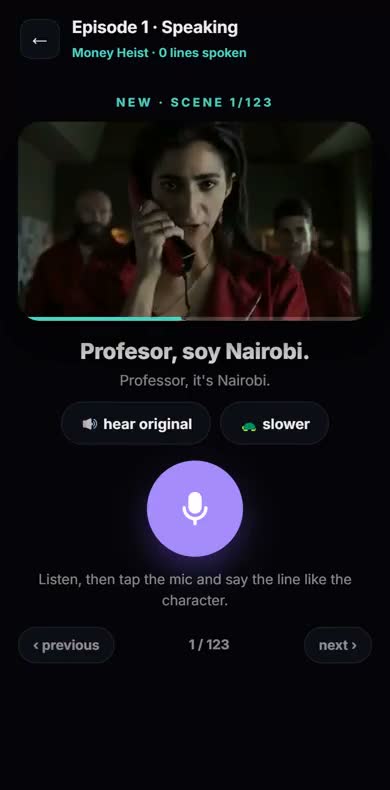 ←
Episode 1 · Speaking
Money Heist · 0 lines spoken
NEW · SCENE 1/123
Profesor, soy Nairobi.
Professor, it's Nairobi.
🔊 hear original
🐢 slower
Listen, then tap the mic and say the line like the
character.
‹ previous
1 / 123
next ›